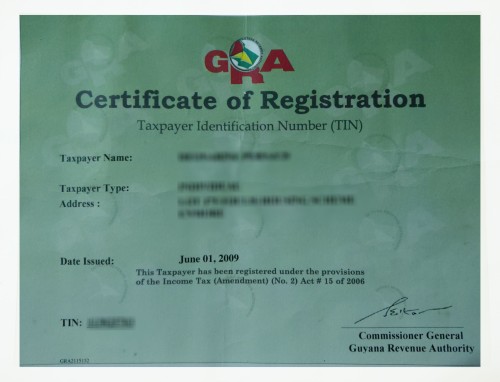 GRA
Certificate of Registration
Taxpayer Identification Number (TIN)
Taxpayer Name:
Taxpayer Type:
Address :
Date Issued: June 01, 2009
This Taxpayer has been registered under the provisions
of the Income Tax (Amendment) (No. 2) Act # 15 of 2006
TIN:
Commissioner General
Guyana Revenue Authority
GRA2119152